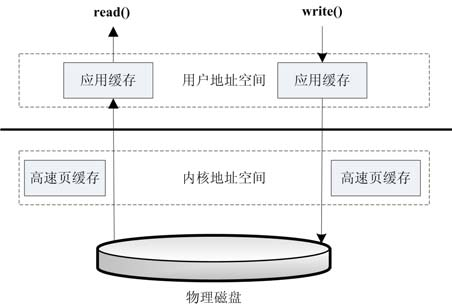 read()
write()
应用缓存
用户地址空间
应用缓存
高速页缓存
内核地址空间
高速页缓存
物理磁盘